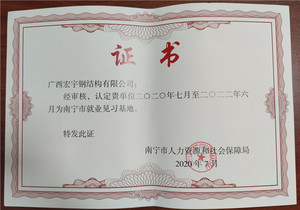 证书
广西宏宇钢结构有限公司：
经审核，认定贵单位二〇二〇年七月至二〇二二年六
月为南宁市就业见习基地。
特发此证
南宁市人力资源和社会保障局
2020年7月